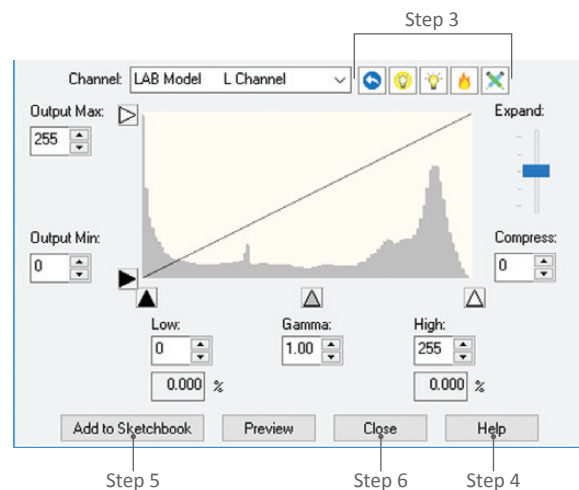 Step 3
Channel: LAB Model L Channel
Output Max: Expand:
255
Output Min: Compress:
0 0
Low: Gamma: High:
0 1.00 255
0.000 % 0.000 %
Add to Sketchbook Preview Close Help
Step 5 Step 6 Step 4